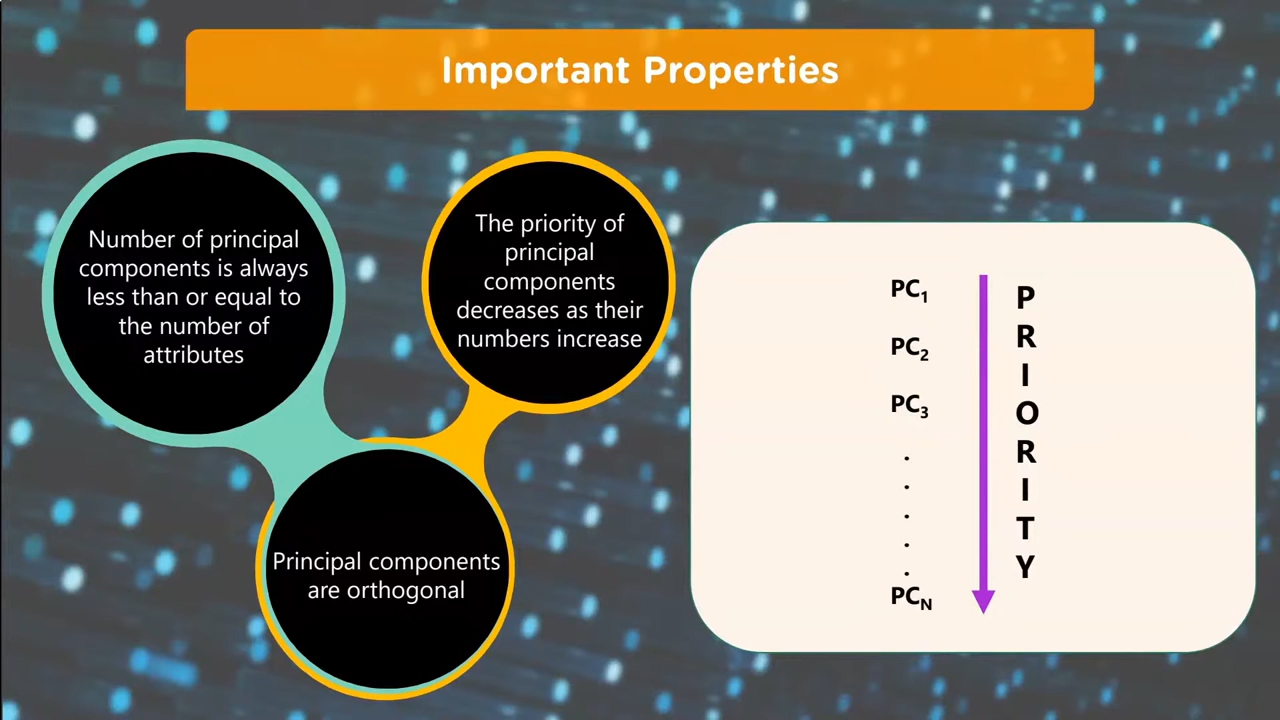 Important Properties
Number of principal
components is always
less than or equal to
the number of
attributes
The priority of
principal
components
decreases as their
numbers increase
Principal components
are orthogonal
PC₁
PC₂
PC₃
.
.
.
.
.
PCN
P
R
I
O
R
I
T
Y